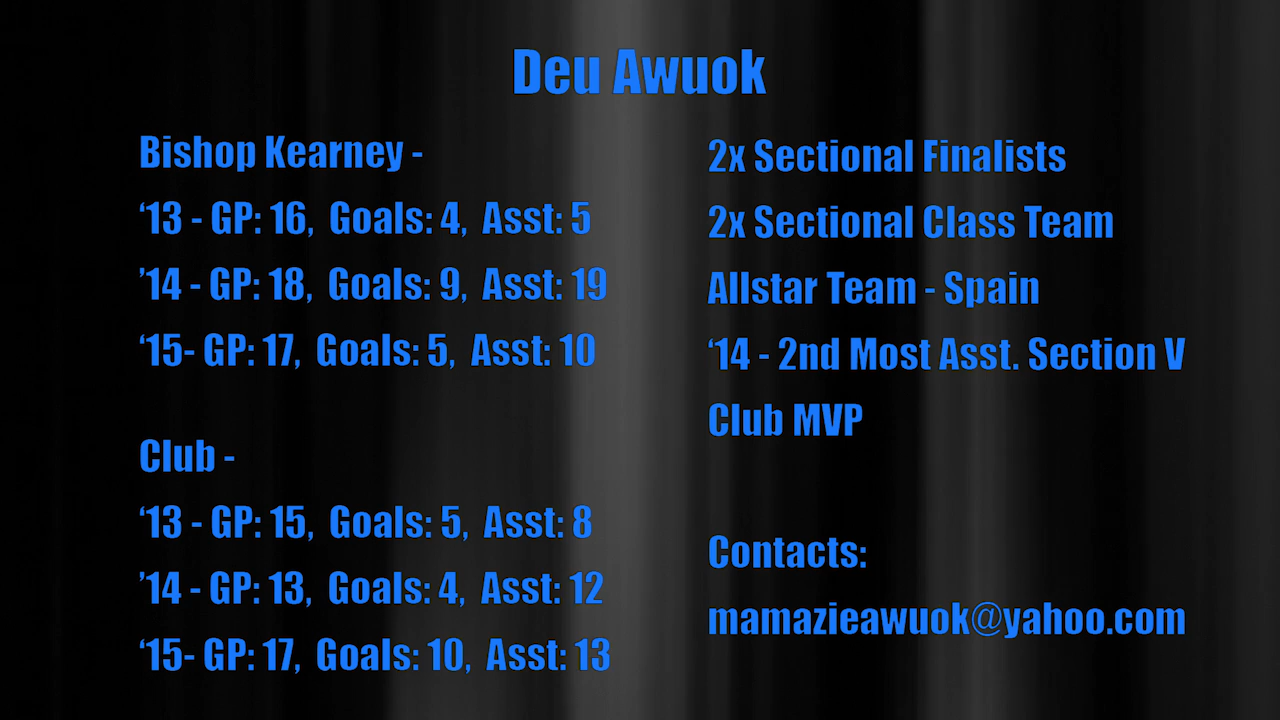 Deu Awuok
Bishop Kearney -
‘13 - GP: 16, Goals: 4, Asst: 5
’14 - GP: 18, Goals: 9, Asst: 19
‘15- GP: 17, Goals: 5, Asst: 10
Club -
‘13 - GP: 15, Goals: 5, Asst: 8
’14 - GP: 13, Goals: 4, Asst: 12
‘15- GP: 17, Goals: 10, Asst: 13
2x Sectional Finalists
2x Sectional Class Team
Allstar Team - Spain
‘14 - 2nd Most Asst. Section V
Club MVP
Contacts:
mamazieawuok@yahoo.com